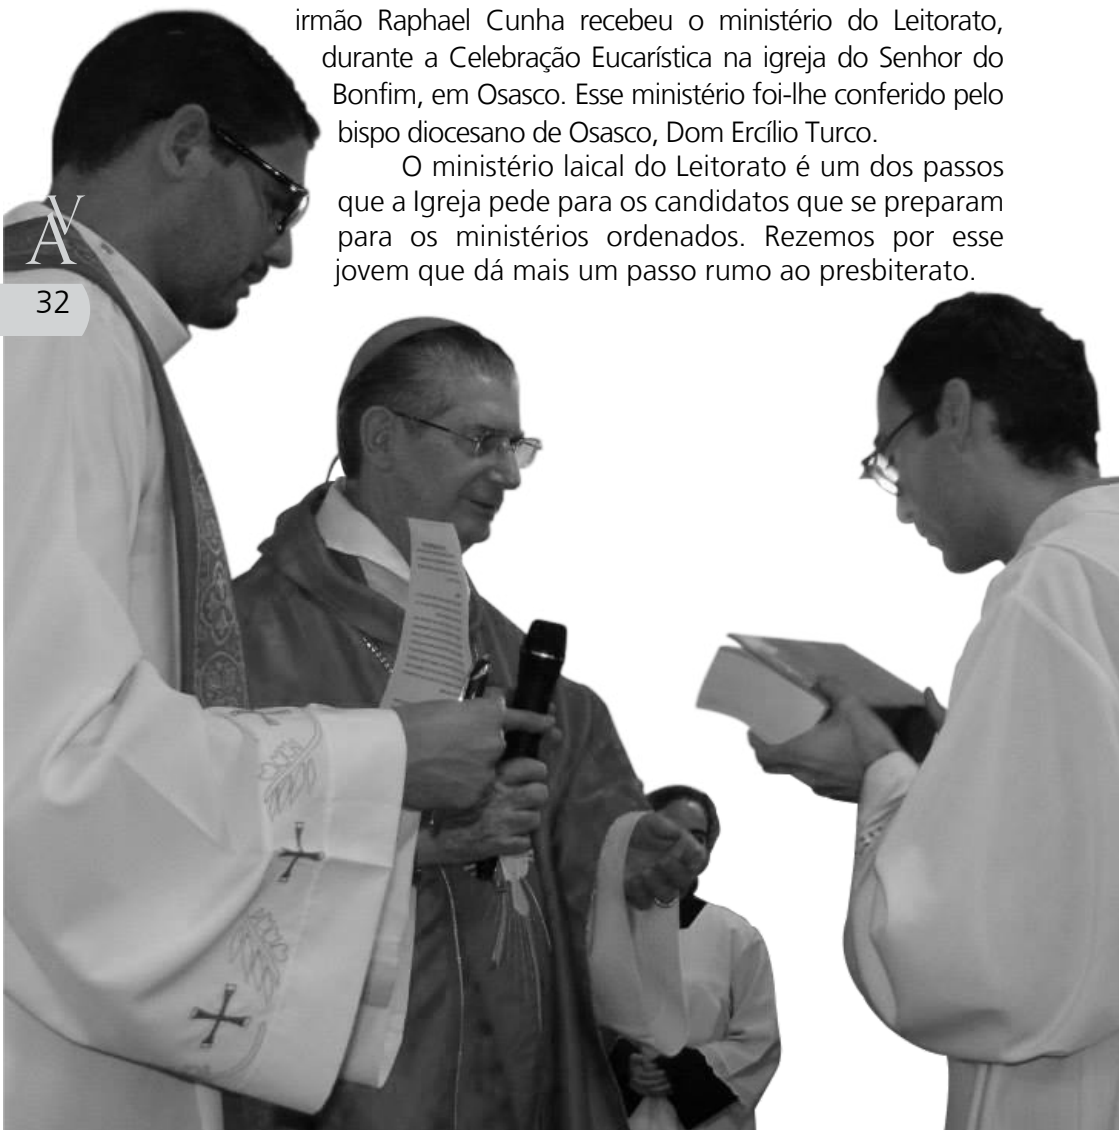 irmão Raphael Cunha recebeu o ministério do Leitorato,
durante a Celebração Eucarística na igreja do Senhor do
Bonfim, em Osasco. Esse ministério foi-lhe conferido pelo
bispo diocesano de Osasco, Dom Ercílio Turco.
O ministério laical do Leitorato é um dos passos
que a Igreja pede para os candidatos que se preparam
para os ministérios ordenados. Rezemos por esse
jovem que dá mais um passo rumo ao presbiterato.
AV
32